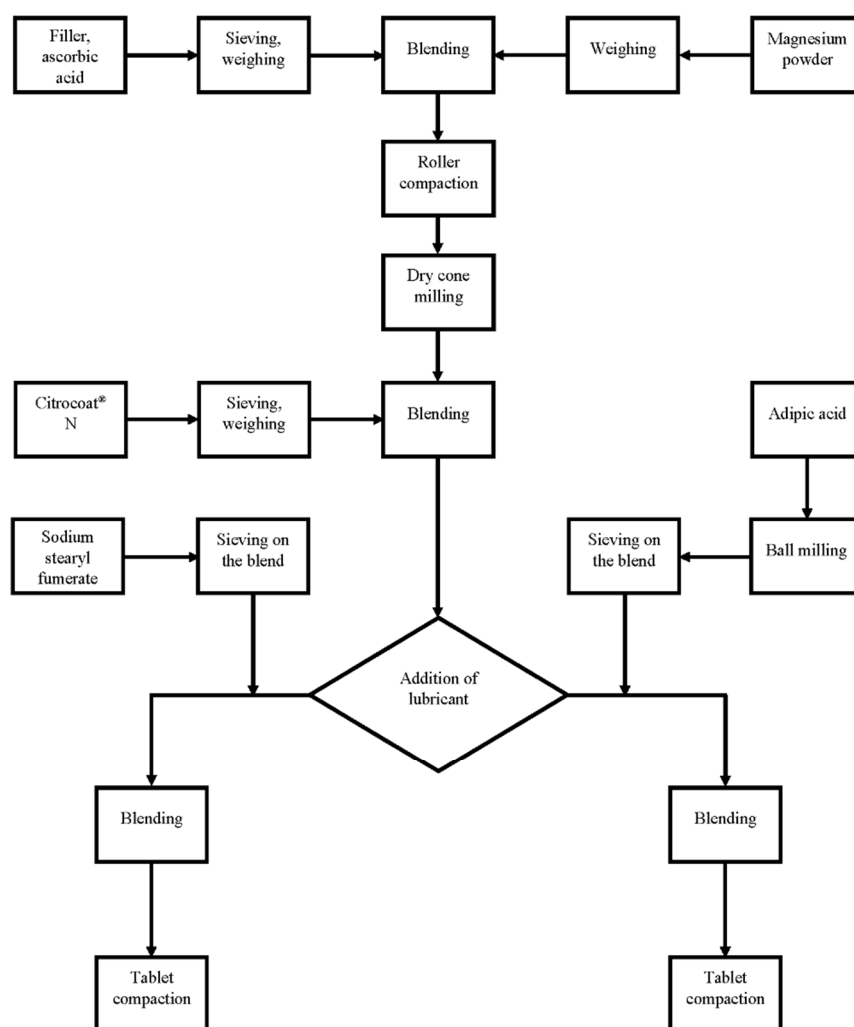 Filler,
ascorbic
acid
Sieving,
weighing
Blending
Weighing
Magnesium
powder
Roller
compaction
Dry cone
milling
Citrocoat®
N
Sieving,
weighing
Blending
Adipic acid
Sodium
stearyl
fumerate
Sieving on
the blend
Sieving on
the blend
Ball milling
Addition of
lubricant
Blending
Blending
Tablet
compaction
Tablet
compaction